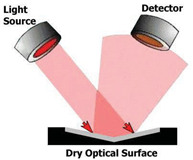 Light
Source
Detector
Dry Optical Surface